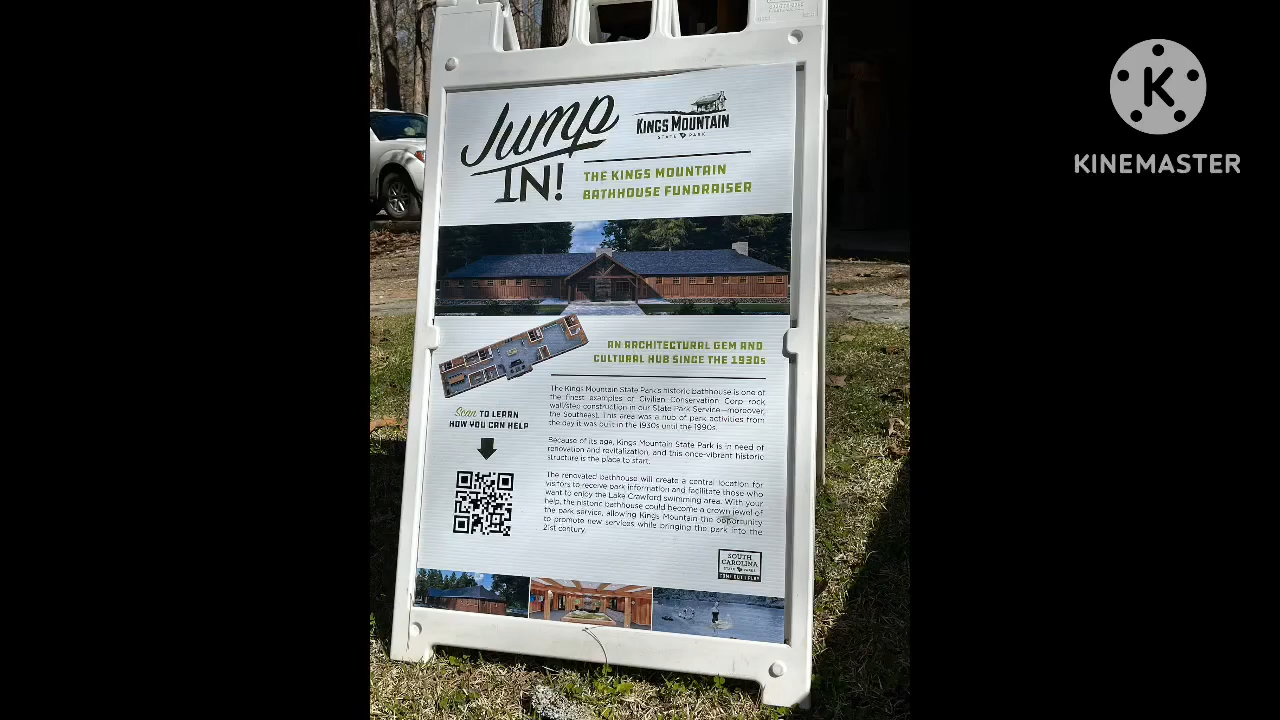 Jump
IN!
KINGS MOUNTAIN
STATE PARK
THE KINGS MOUNTAIN
BATHHOUSE FUNDRAISER
AN ARCHITECTURAL GEM AND
CULTURAL HUB SINCE THE 1930s
The Kings Mountain State Park's historic bathhouse is one of
the finest examples of Civilian Conservation Corp rock
wall/step construction in our State Park Service—moreover,
the Southeast. This area was a hub of park activities from
the day it was built in the 1930s until the 1990s.
Because of its age, Kings Mountain State Park is in need of
renovation and revitalization, and this once-vibrant historic
structure is the place to start.
The renovated bathhouse will create a central location for
visitors to receive park information and facilitate those who
want to enjoy the Lake Crawford swimming area. With your
help, the historic bathhouse could become a crown jewel of
the park service, allowing Kings Mountain the opportunity
to promote new services while bringing the park into the
21st century.
Scan TO LEARN
HOW YOU CAN HELP
SOUTH
CAROLINA
STATE PARKS
COME OUT & PLAY
K
KINEMASTER